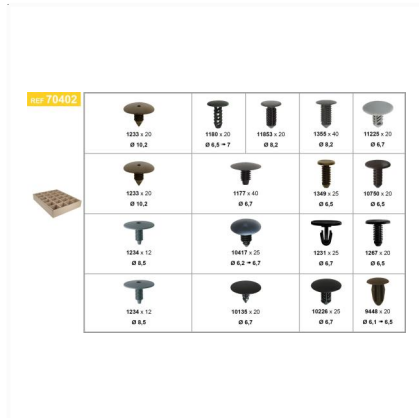 REF 70402
1233 x 20
Ø 10,2
1180 x 20
Ø 6,5 → 7
11853 x 20
Ø 8,2
1355 x 40
Ø 8,2
11225 x 20
Ø 6,7
1233 x 20
Ø 10,2
1177 x 40
Ø 6,7
1349 x 25
Ø 6,5
10750 x 20
Ø 6,5
1234 x 12
Ø 8,5
10417 x 25
Ø 6,2 → 6,7
1231 x 25
Ø 6,7
1267 x 20
Ø 6,5
1234 x 12
Ø 8,5
10135 x 20
Ø 6,7
10226 x 25
Ø 6,7
9448 x 20
Ø 6,1 → 6,5